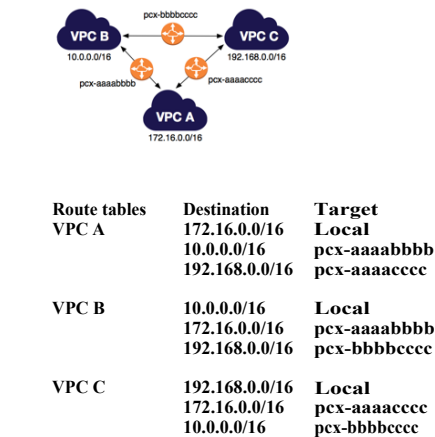 pcx-bbbbcccc
VPC B
10.0.0.0/16
VPC C
192.168.0.0/16
pcx-aaaabbbb
pcx-aaaacccc
VPC A
172.16.0.0/16
Route tables Destination Target
VPC A 172.16.0.0/16 Local
10.0.0.0/16 pcx-aaaabbbb
192.168.0.0/16 pcx-aaaacccc
VPC B 10.0.0.0/16 Local
172.16.0.0/16 pcx-aaaabbbb
192.168.0.0/16 pcx-bbbbcccc
VPC C 192.168.0.0/16 Local
172.16.0.0/16 pcx-aaaacccc
10.0.0.0/16 pcx-bbbbcccc